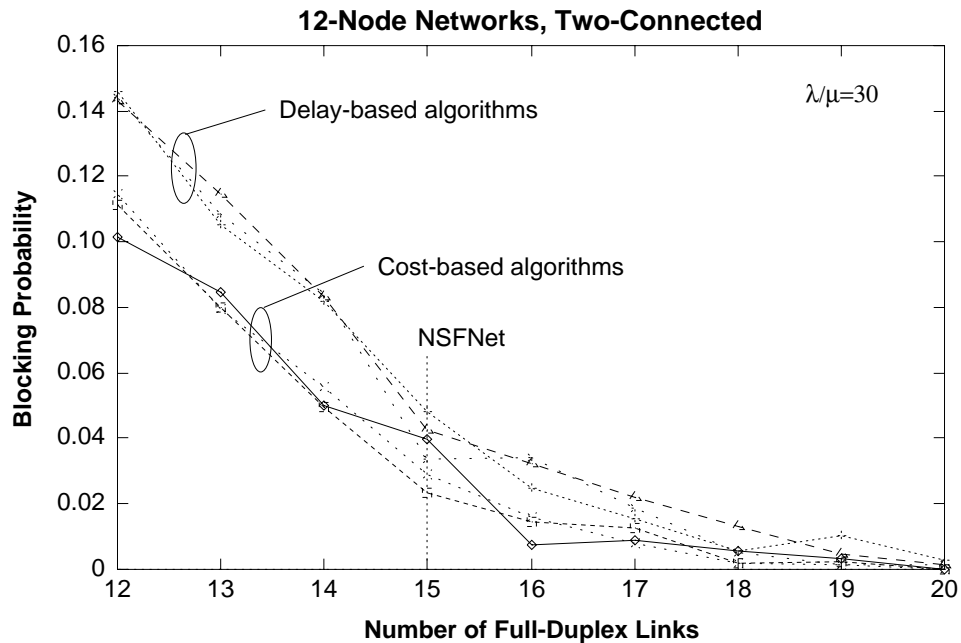 12-Node Networks, Two-Connected
0.16
0.14
0.12
0.10
0.08
0.06
0.04
0.02
0
λ/μ=30
Delay-based algorithms
Cost-based algorithms
NSFNet
Blocking Probability
12 13 14 15 16 17 18 19 20
Number of Full-Duplex Links